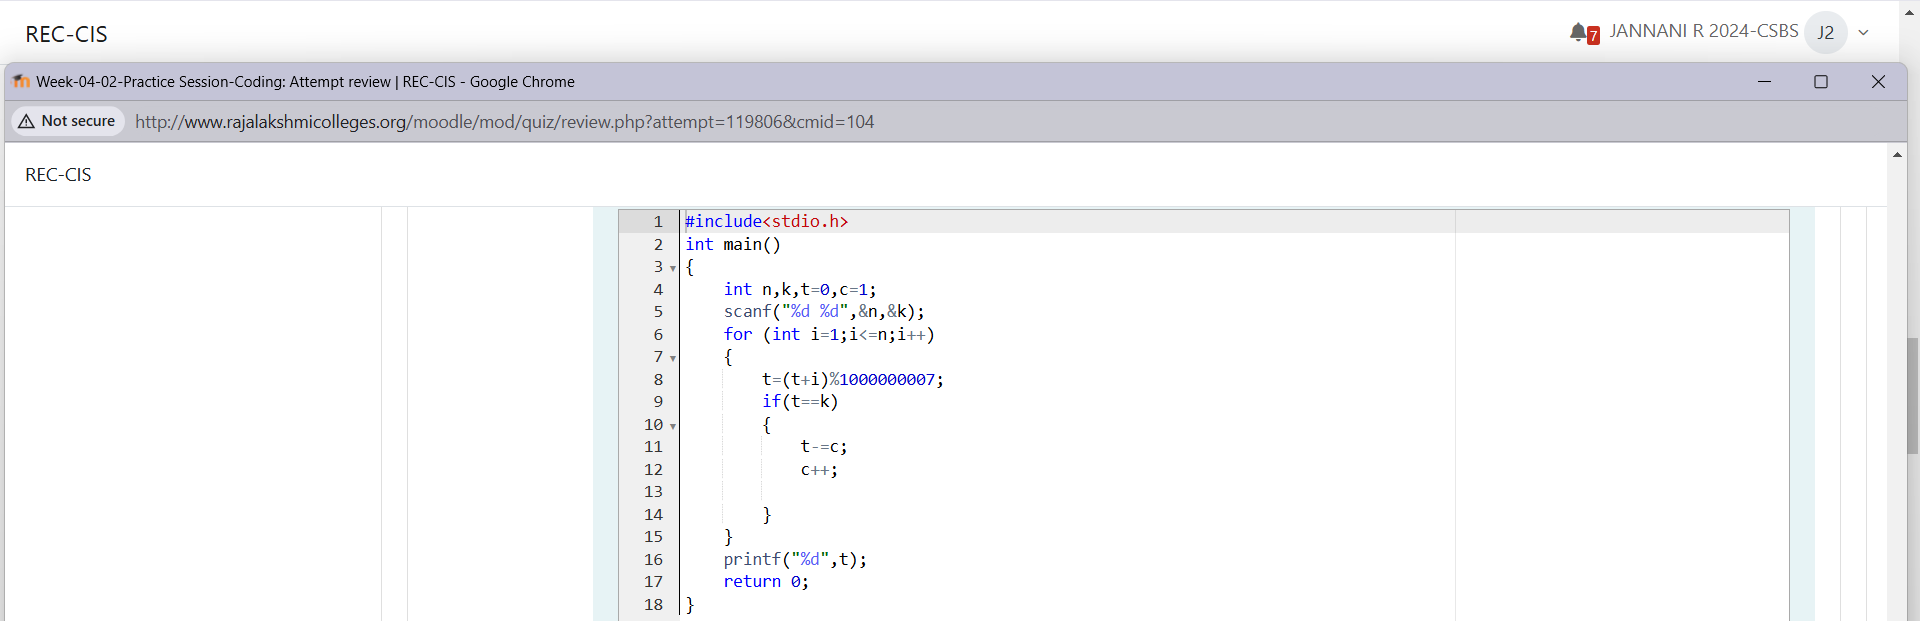 REC-CIS
7 JANNANI R 2024-CSBS J2
Week-04-02-Practice Session-Coding: Attempt review | REC-CIS - Google Chrome
Not secure http://www.rajalakshmicolleges.org/moodle/mod/quiz/review.php?attempt=119806&cmid=104
REC-CIS
1 #include<stdio.h>
2 int main()
3 {
4     int n,k,t=0,c=1;
5     scanf("%d %d",&n,&k);
6     for (int i=1;i<=n;i++)
7     {
8         t=(t+i)%1000000007;
9         if(t==k)
10         {
11             t-=c;
12             c++;
13
14         }
15     }
16     printf("%d",t);
17     return 0;
18 }